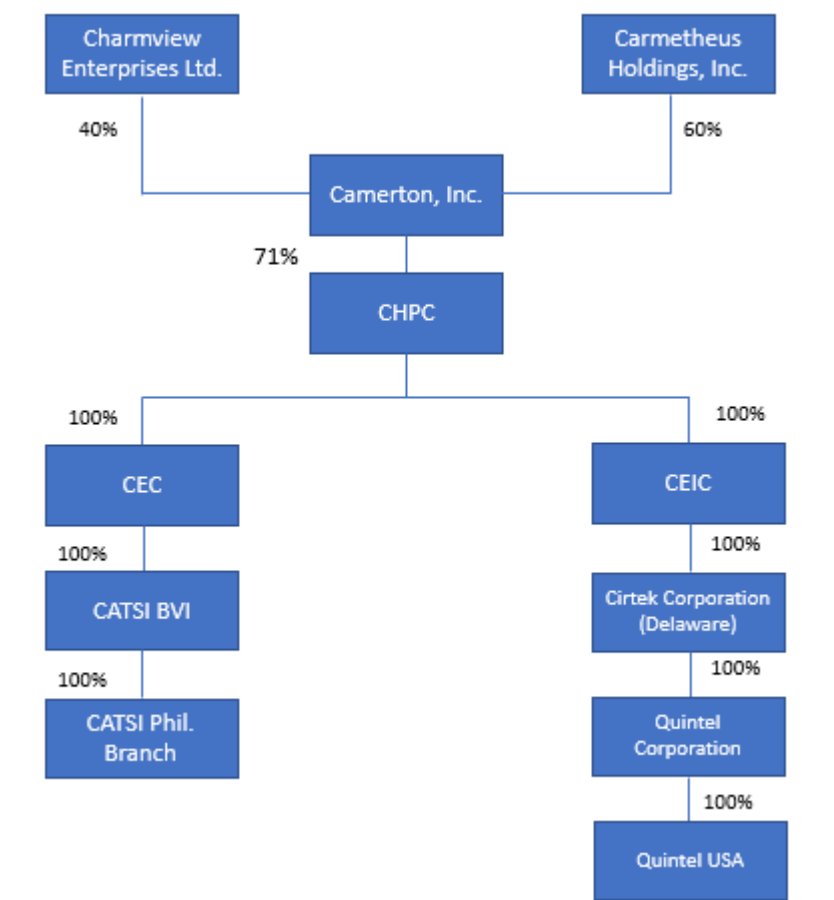 Charmview
Enterprises Ltd.
Carmetheus
Holdings, Inc.
40%
60%
Camerton, Inc.
71%
CHPC
100%
100%
CEC
CEIC
100%
100%
CATSI BVI
Cirtek Corporation
(Delaware)
100%
100%
CATSI Phil.
Branch
Quintel
Corporation
100%
Quintel USA